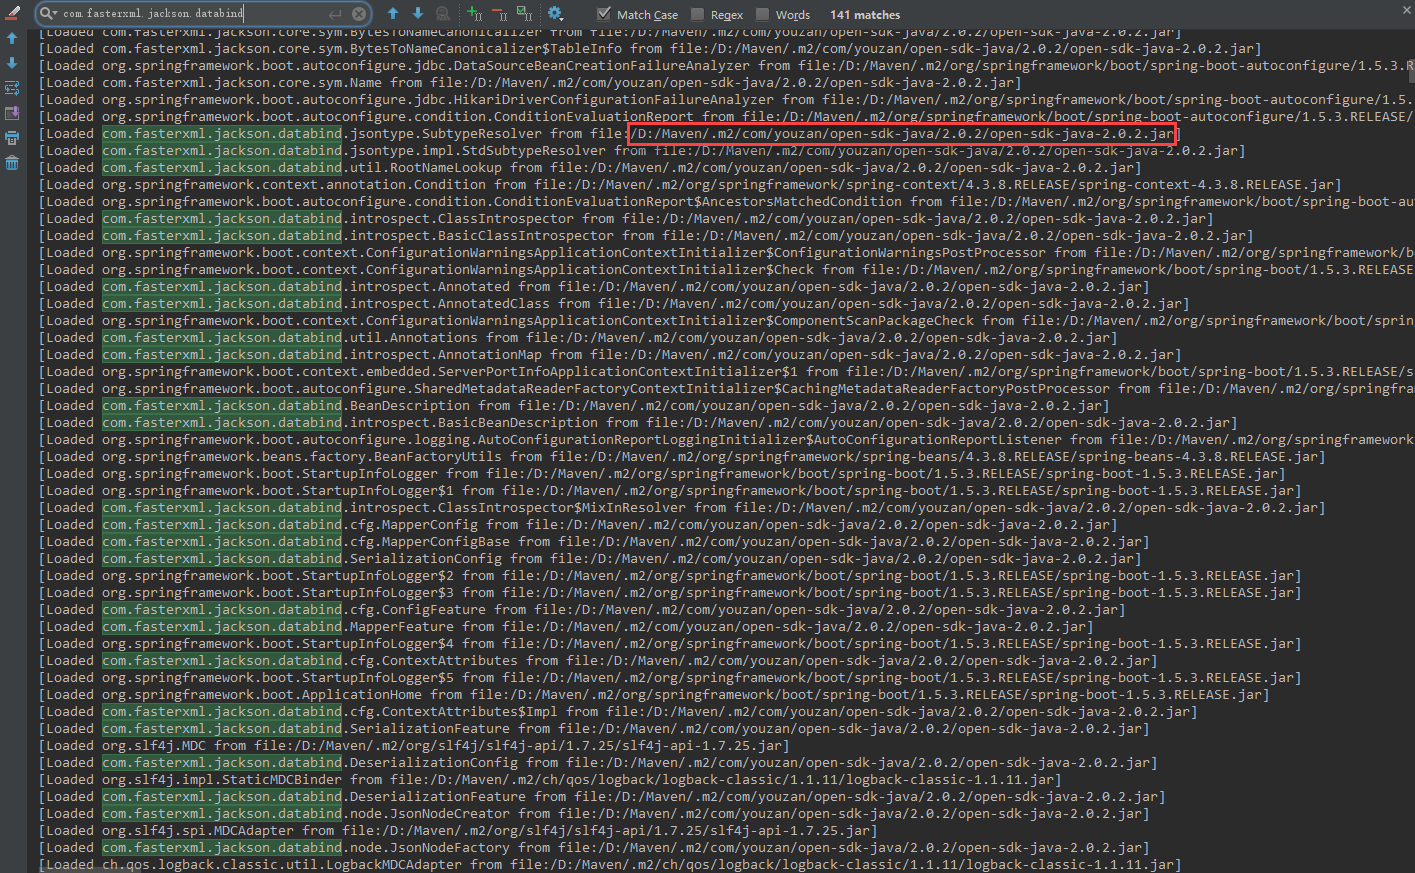 com.fasterxml.jackson.databind
Match Case
Regex
Words
141 matches
[Loaded com.fasterxml.jackson.core.sym.BytesToNameCanonicalizer from file:/D:/Maven/.m2/com/youzan/open-sdk-java/2.0.2/open-sdk-java-2.0.2.jar]
[Loaded com.fasterxml.jackson.core.sym.BytesToNameCanonicalizer$TableInfo from file:/D:/Maven/.m2/com/youzan/open-sdk-java/2.0.2/open-sdk-java-2.0.2.jar]
[Loaded org.springframework.boot.autoconfigure.jdbc.DataSourceBeanCreationFailureAnalyzer from file:/D:/Maven/.m2/org/springframework/boot/spring-boot-autoconfigure/1.5.3.R
[Loaded com.fasterxml.jackson.core.sym.Name from file:/D:/Maven/.m2/com/youzan/open-sdk-java/2.0.2/open-sdk-java-2.0.2.jar]
[Loaded org.springframework.boot.autoconfigure.jdbc.HikariDriverConfigurationFailureAnalyzer from file:/D:/Maven/.m2/org/springframework/boot/spring-boot-autoconfigure/1.5.
[Loaded org.springframework.boot.autoconfigure.condition.ConditionEvaluationReport from file:/D:/Maven/.m2/org/springframework/boot/spring-boot-autoconfigure/1.5.3.RELEASE/
[Loaded com.fasterxml.jackson.databind.jsontype.SubtypeResolver from file:/D:/Maven/.m2/com/youzan/open-sdk-java/2.0.2/open-sdk-java-2.0.2.jar]
[Loaded com.fasterxml.jackson.databind.jsontype.impl.StdSubtypeResolver from file:/D:/Maven/.m2/com/youzan/open-sdk-java/2.0.2/open-sdk-java-2.0.2.jar]
[Loaded com.fasterxml.jackson.databind.util.RootNameLookup from file:/D:/Maven/.m2/com/youzan/open-sdk-java/2.0.2/open-sdk-java-2.0.2.jar]
[Loaded org.springframework.context.annotation.Condition from file:/D:/Maven/.m2/org/springframework/spring-context/4.3.8.RELEASE/spring-context-4.3.8.RELEASE.jar]
[Loaded org.springframework.boot.autoconfigure.condition.ConditionEvaluationReport$AncestorsMatchedCondition from file:/D:/Maven/.m2/org/springframework/boot/spring-boot-au
[Loaded com.fasterxml.jackson.databind.introspect.ClassIntrospector from file:/D:/Maven/.m2/com/youzan/open-sdk-java/2.0.2/open-sdk-java-2.0.2.jar]
[Loaded com.fasterxml.jackson.databind.introspect.BasicClassIntrospector from file:/D:/Maven/.m2/com/youzan/open-sdk-java/2.0.2/open-sdk-java-2.0.2.jar]
[Loaded org.springframework.boot.context.ConfigurationWarningsApplicationContextInitializer$ConfigurationWarningsPostProcessor from file:/D:/Maven/.m2/org/springframework/b
[Loaded org.springframework.boot.context.ConfigurationWarningsApplicationContextInitializer$Check from file:/D:/Maven/.m2/org/springframework/boot/spring-boot/1.5.3.RELEASE
[Loaded com.fasterxml.jackson.databind.introspect.Annotated from file:/D:/Maven/.m2/com/youzan/open-sdk-java/2.0.2/open-sdk-java-2.0.2.jar]
[Loaded com.fasterxml.jackson.databind.introspect.AnnotatedClass from file:/D:/Maven/.m2/com/youzan/open-sdk-java/2.0.2/open-sdk-java-2.0.2.jar]
[Loaded org.springframework.boot.context.ConfigurationWarningsApplicationContextInitializer$ComponentScanPackageCheck from file:/D:/Maven/.m2/org/springframework/boot/sprin
[Loaded com.fasterxml.jackson.databind.util.Annotations from file:/D:/Maven/.m2/com/youzan/open-sdk-java/2.0.2/open-sdk-java-2.0.2.jar]
[Loaded com.fasterxml.jackson.databind.introspect.AnnotationMap from file:/D:/Maven/.m2/com/youzan/open-sdk-java/2.0.2/open-sdk-java-2.0.2.jar]
[Loaded org.springframework.boot.context.embedded.ServerPortInfoApplicationContextInitializer$1 from file:/D:/Maven/.m2/org/springframework/boot/spring-boot/1.5.3.RELEASE/s
[Loaded org.springframework.boot.autoconfigure.SharedMetadataReaderFactoryContextInitializer$CachingMetadataReaderFactoryPostProcessor from file:/D:/Maven/.m2/org/springfra
[Loaded com.fasterxml.jackson.databind.BeanDescription from file:/D:/Maven/.m2/com/youzan/open-sdk-java/2.0.2/open-sdk-java-2.0.2.jar]
[Loaded com.fasterxml.jackson.databind.introspect.BasicBeanDescription from file:/D:/Maven/.m2/com/youzan/open-sdk-java/2.0.2/open-sdk-java-2.0.2.jar]
[Loaded org.springframework.boot.autoconfigure.logging.AutoConfigurationReportLoggingInitializer$AutoConfigurationReportListener from file:/D:/Maven/.m2/org/springframework
[Loaded org.springframework.beans.factory.BeanFactoryUtils from file:/D:/Maven/.m2/org/springframework/spring-beans/4.3.8.RELEASE/spring-beans-4.3.8.RELEASE.jar]
[Loaded org.springframework.boot.StartupInfoLogger from file:/D:/Maven/.m2/org/springframework/boot/spring-boot/1.5.3.RELEASE/spring-boot-1.5.3.RELEASE.jar]
[Loaded org.springframework.boot.StartupInfoLogger$1 from file:/D:/Maven/.m2/org/springframework/boot/spring-boot/1.5.3.RELEASE/spring-boot-1.5.3.RELEASE.jar]
[Loaded com.fasterxml.jackson.databind.introspect.ClassIntrospector$MixInResolver from file:/D:/Maven/.m2/com/youzan/open-sdk-java/2.0.2/open-sdk-java-2.0.2.jar]
[Loaded com.fasterxml.jackson.databind.cfg.MapperConfig from file:/D:/Maven/.m2/com/youzan/open-sdk-java/2.0.2/open-sdk-java-2.0.2.jar]
[Loaded com.fasterxml.jackson.databind.cfg.MapperConfigBase from file:/D:/Maven/.m2/com/youzan/open-sdk-java/2.0.2/open-sdk-java-2.0.2.jar]
[Loaded com.fasterxml.jackson.databind.SerializationConfig from file:/D:/Maven/.m2/com/youzan/open-sdk-java/2.0.2/open-sdk-java-2.0.2.jar]
[Loaded org.springframework.boot.StartupInfoLogger$2 from file:/D:/Maven/.m2/org/springframework/boot/spring-boot/1.5.3.RELEASE/spring-boot-1.5.3.RELEASE.jar]
[Loaded org.springframework.boot.StartupInfoLogger$3 from file:/D:/Maven/.m2/org/springframework/boot/spring-boot/1.5.3.RELEASE/spring-boot-1.5.3.RELEASE.jar]
[Loaded com.fasterxml.jackson.databind.cfg.ConfigFeature from file:/D:/Maven/.m2/com/youzan/open-sdk-java/2.0.2/open-sdk-java-2.0.2.jar]
[Loaded com.fasterxml.jackson.databind.MapperFeature from file:/D:/Maven/.m2/com/youzan/open-sdk-java/2.0.2/open-sdk-java-2.0.2.jar]
[Loaded org.springframework.boot.StartupInfoLogger$4 from file:/D:/Maven/.m2/org/springframework/boot/spring-boot/1.5.3.RELEASE/spring-boot-1.5.3.RELEASE.jar]
[Loaded com.fasterxml.jackson.databind.cfg.ContextAttributes from file:/D:/Maven/.m2/com/youzan/open-sdk-java/2.0.2/open-sdk-java-2.0.2.jar]
[Loaded org.springframework.boot.StartupInfoLogger$5 from file:/D:/Maven/.m2/org/springframework/boot/spring-boot/1.5.3.RELEASE/spring-boot-1.5.3.RELEASE.jar]
[Loaded org.springframework.boot.ApplicationHome from file:/D:/Maven/.m2/org/springframework/boot/spring-boot/1.5.3.RELEASE/spring-boot-1.5.3.RELEASE.jar]
[Loaded com.fasterxml.jackson.databind.cfg.ContextAttributes$Impl from file:/D:/Maven/.m2/com/youzan/open-sdk-java/2.0.2/open-sdk-java-2.0.2.jar]
[Loaded com.fasterxml.jackson.databind.SerializationFeature from file:/D:/Maven/.m2/com/youzan/open-sdk-java/2.0.2/open-sdk-java-2.0.2.jar]
[Loaded org.slf4j.MDC from file:/D:/Maven/.m2/org/slf4j/slf4j-api/1.7.25/slf4j-api-1.7.25.jar]
[Loaded com.fasterxml.jackson.databind.DeserializationConfig from file:/D:/Maven/.m2/com/youzan/open-sdk-java/2.0.2/open-sdk-java-2.0.2.jar]
[Loaded org.slf4j.impl.StaticMDCBinder from file:/D:/Maven/.m2/ch/qos/logback/logback-classic/1.1.11/logback-classic-1.1.11.jar]
[Loaded com.fasterxml.jackson.databind.DeserializationFeature from file:/D:/Maven/.m2/com/youzan/open-sdk-java/2.0.2/open-sdk-java-2.0.2.jar]
[Loaded com.fasterxml.jackson.databind.node.JsonNodeCreator from file:/D:/Maven/.m2/com/youzan/open-sdk-java/2.0.2/open-sdk-java-2.0.2.jar]
[Loaded org.slf4j.spi.MDCAdapter from file:/D:/Maven/.m2/org/slf4j/slf4j-api/1.7.25/slf4j-api-1.7.25.jar]
[Loaded com.fasterxml.jackson.databind.node.JsonNodeFactory from file:/D:/Maven/.m2/com/youzan/open-sdk-java/2.0.2/open-sdk-java-2.0.2.jar]
[Loaded ch.qos.logback.classic.util.LogbackMDCAdapter from file:/D:/Maven/.m2/ch/qos/logback/logback-classic/1.1.11/logback-classic-1.1.11.jar]